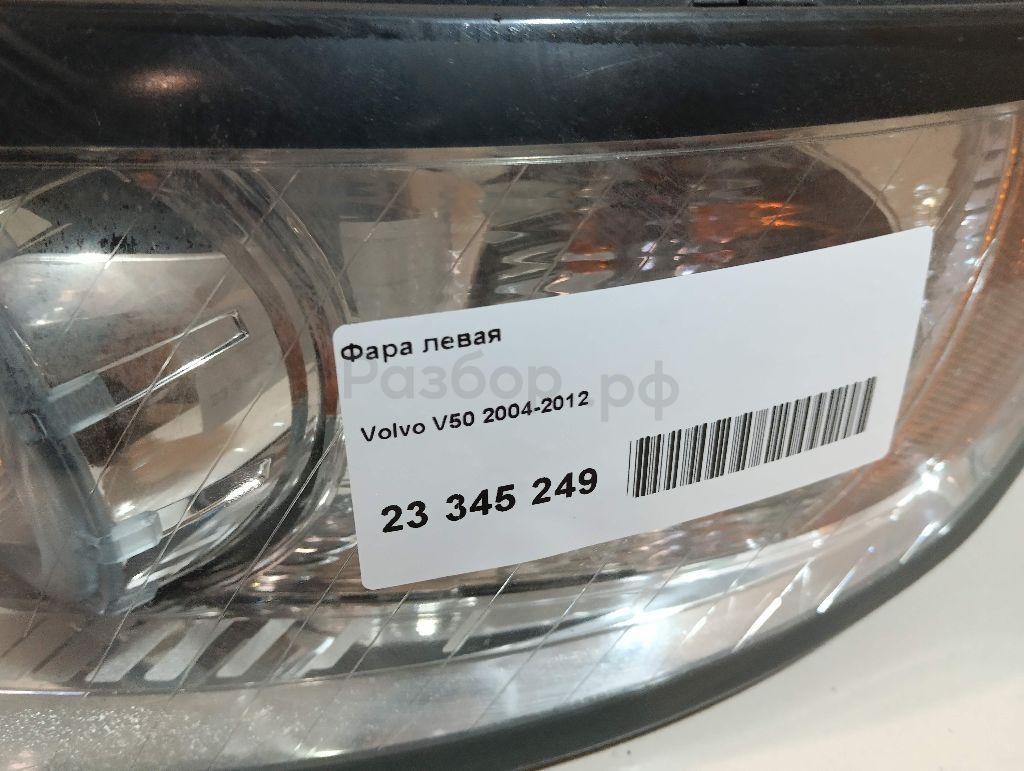 Фара левая
Разбор.рф
Volvo V50 2004-2012
23 345 249